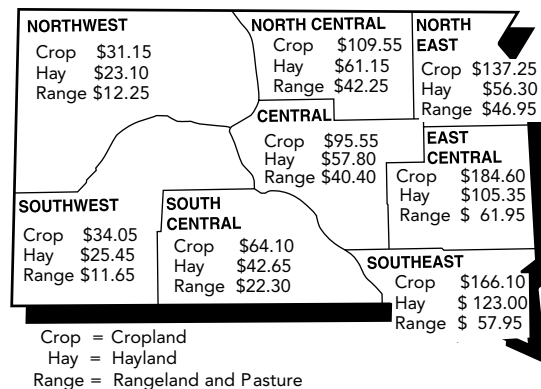 NORTHWEST
Crop $31.15
Hay $23.10
Range $12.25
NORTH CENTRAL
Crop $109.55
Hay $61.15
Range $42.25
NORTH
EAST
Crop $137.25
Hay $56.30
Range $46.95
CENTRAL
Crop $95.55
Hay $57.80
Range $40.40
EAST
CENTRAL
Crop $184.60
Hay $105.35
Range $ 61.95
SOUTHWEST
Crop $34.05
Hay $25.45
Range $11.65
SOUTH
CENTRAL
Crop $64.10
Hay $42.65
Range $22.30
SOUTHEAST
Crop $166.10
Hay $ 123.00
Range $ 57.95
Crop = Cropland
Hay = Hayland
Range = Rangeland and Pasture